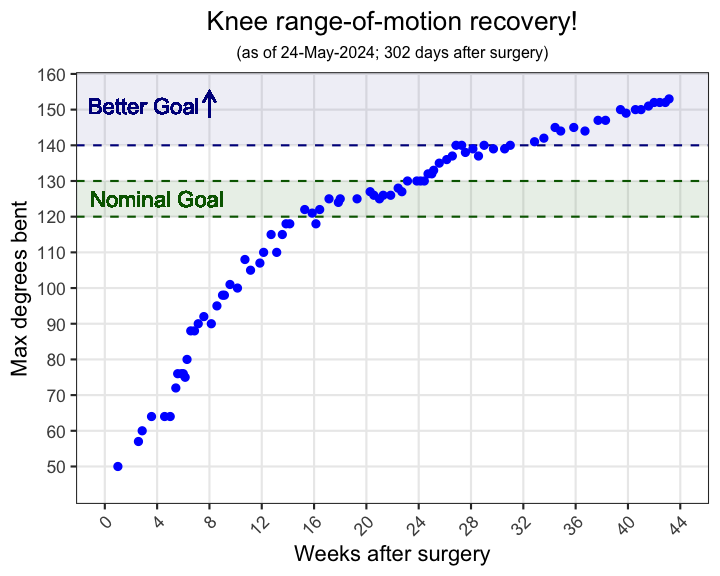 Knee range-of-motion recovery!
(as of 24-May-2024; 302 days after surgery)
160
150
140
130
120
110
100
90
80
70
60
50
Max degrees bent
Better Goal
Nominal Goal
0 4 8 12 16 20 24 28 32 36 40 44
Weeks after surgery